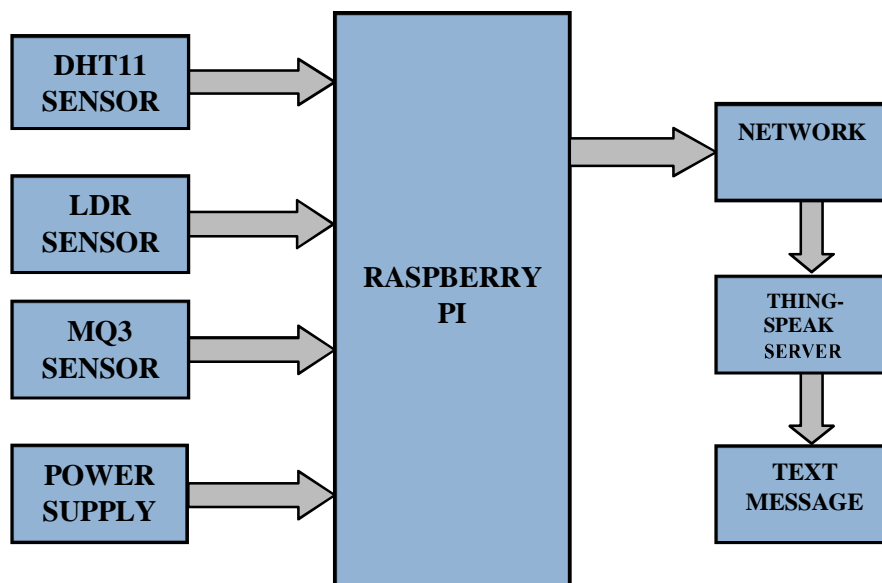 DHT11
SENSOR
LDR
SENSOR
MQ3
SENSOR
POWER
SUPPLY
RASPBERRY
PI
NETWORK
THING-
SPEAK
SERVER
TEXT
MESSAGE